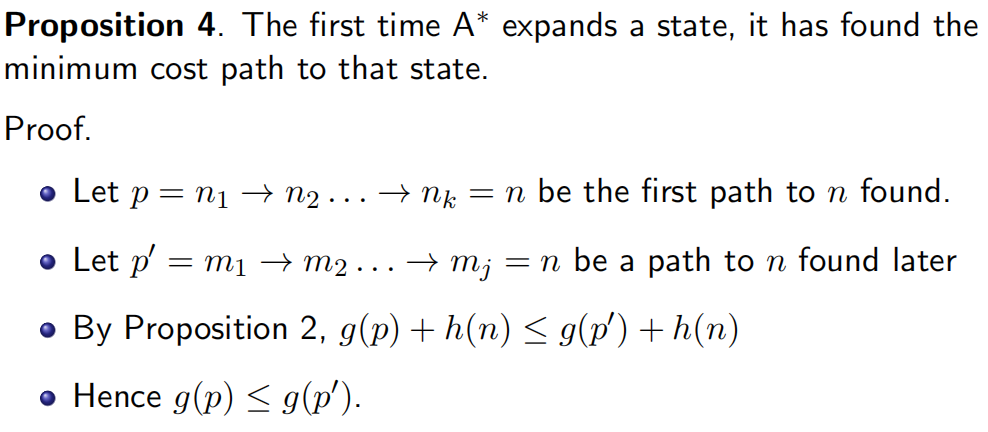 Proposition 4. The first time A* expands a state, it has found the
minimum cost path to that state.
Proof.
Let p = n₁ → n₂ . . . → nₖ = n be the first path to n found.
Let p′ = m₁ → m₂ . . . → mⱼ = n be a path to n found later
By Proposition 2, g(p) + h(n) ≤ g(p′) + h(n)
Hence g(p) ≤ g(p′).